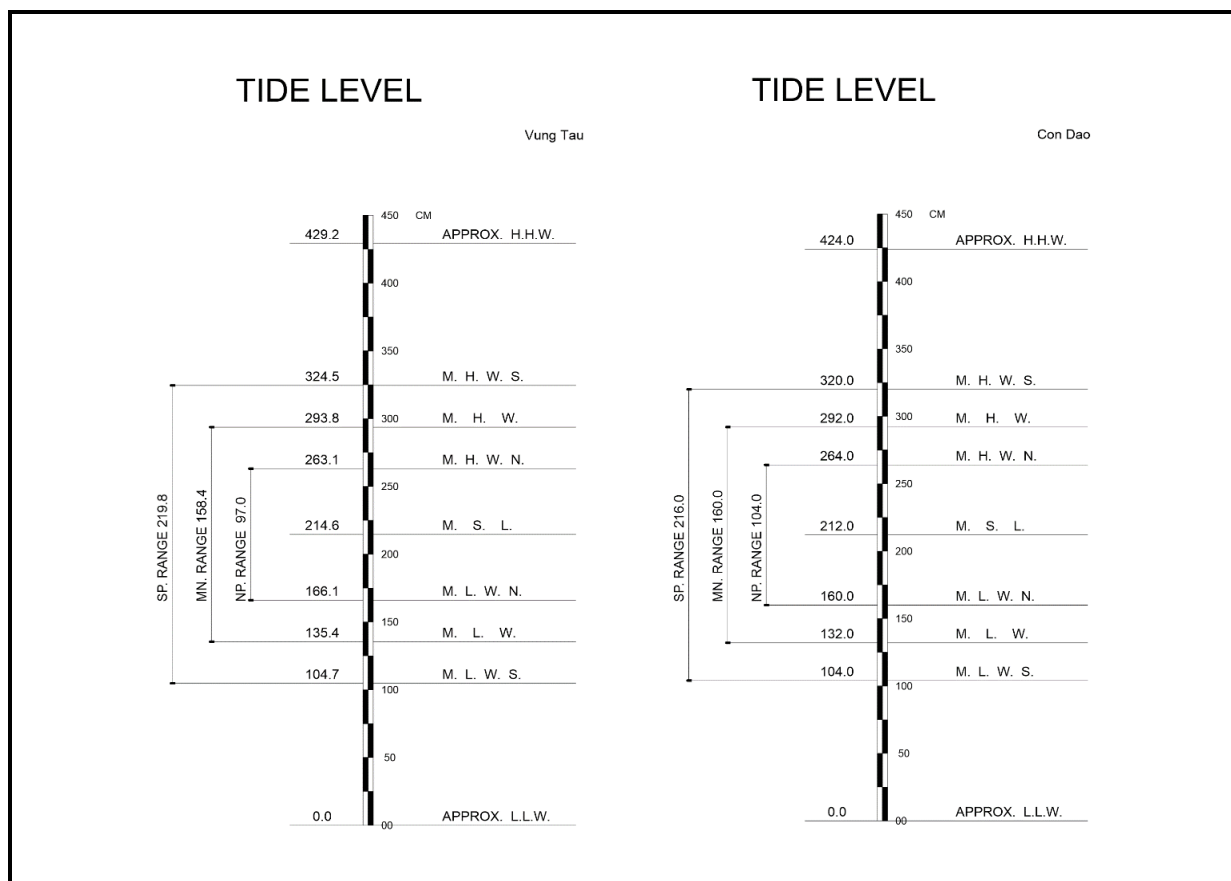 TIDE LEVEL
Vung Tau
450 CM
429.2 APPROX. H.H.W.
400
350
324.5 M. H. W. S.
293.8 M. H. W.
300
263.1 M. H. W. N.
250
214.6 M. S. L.
200
166.1 M. L. W. N.
150
135.4 M. L. W.
104.7 M. L. W. S.
100
50
0.0 APPROX. L.L.W.
00
SP. RANGE 219.8
MN. RANGE 158.4
NP. RANGE 97.0
TIDE LEVEL
Con Dao
450 CM
424.0 APPROX. H.H.W.
400
350
320.0 M. H. W. S.
300
292.0 M. H. W.
264.0 M. H. W. N.
250
212.0 M. S. L.
200
160.0 M. L. W. N.
150
132.0 M. L. W.
104.0 M. L. W. S.
100
50
0.0 APPROX. L.L.W.
00
SP. RANGE 216.0
MN. RANGE 160.0
NP. RANGE 104.0